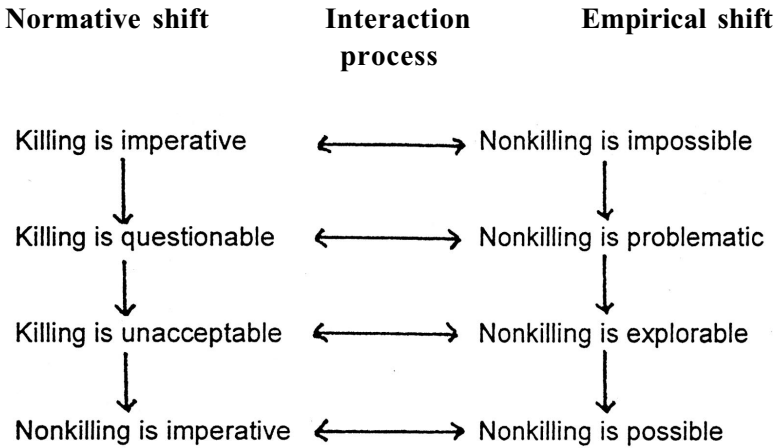 Normative shift Interaction process Empirical shift
Killing is imperative Nonkilling is impossible
Killing is questionable Nonkilling is problematic
Killing is unacceptable Nonkilling is explorable
Nonkilling is imperative Nonkilling is possible